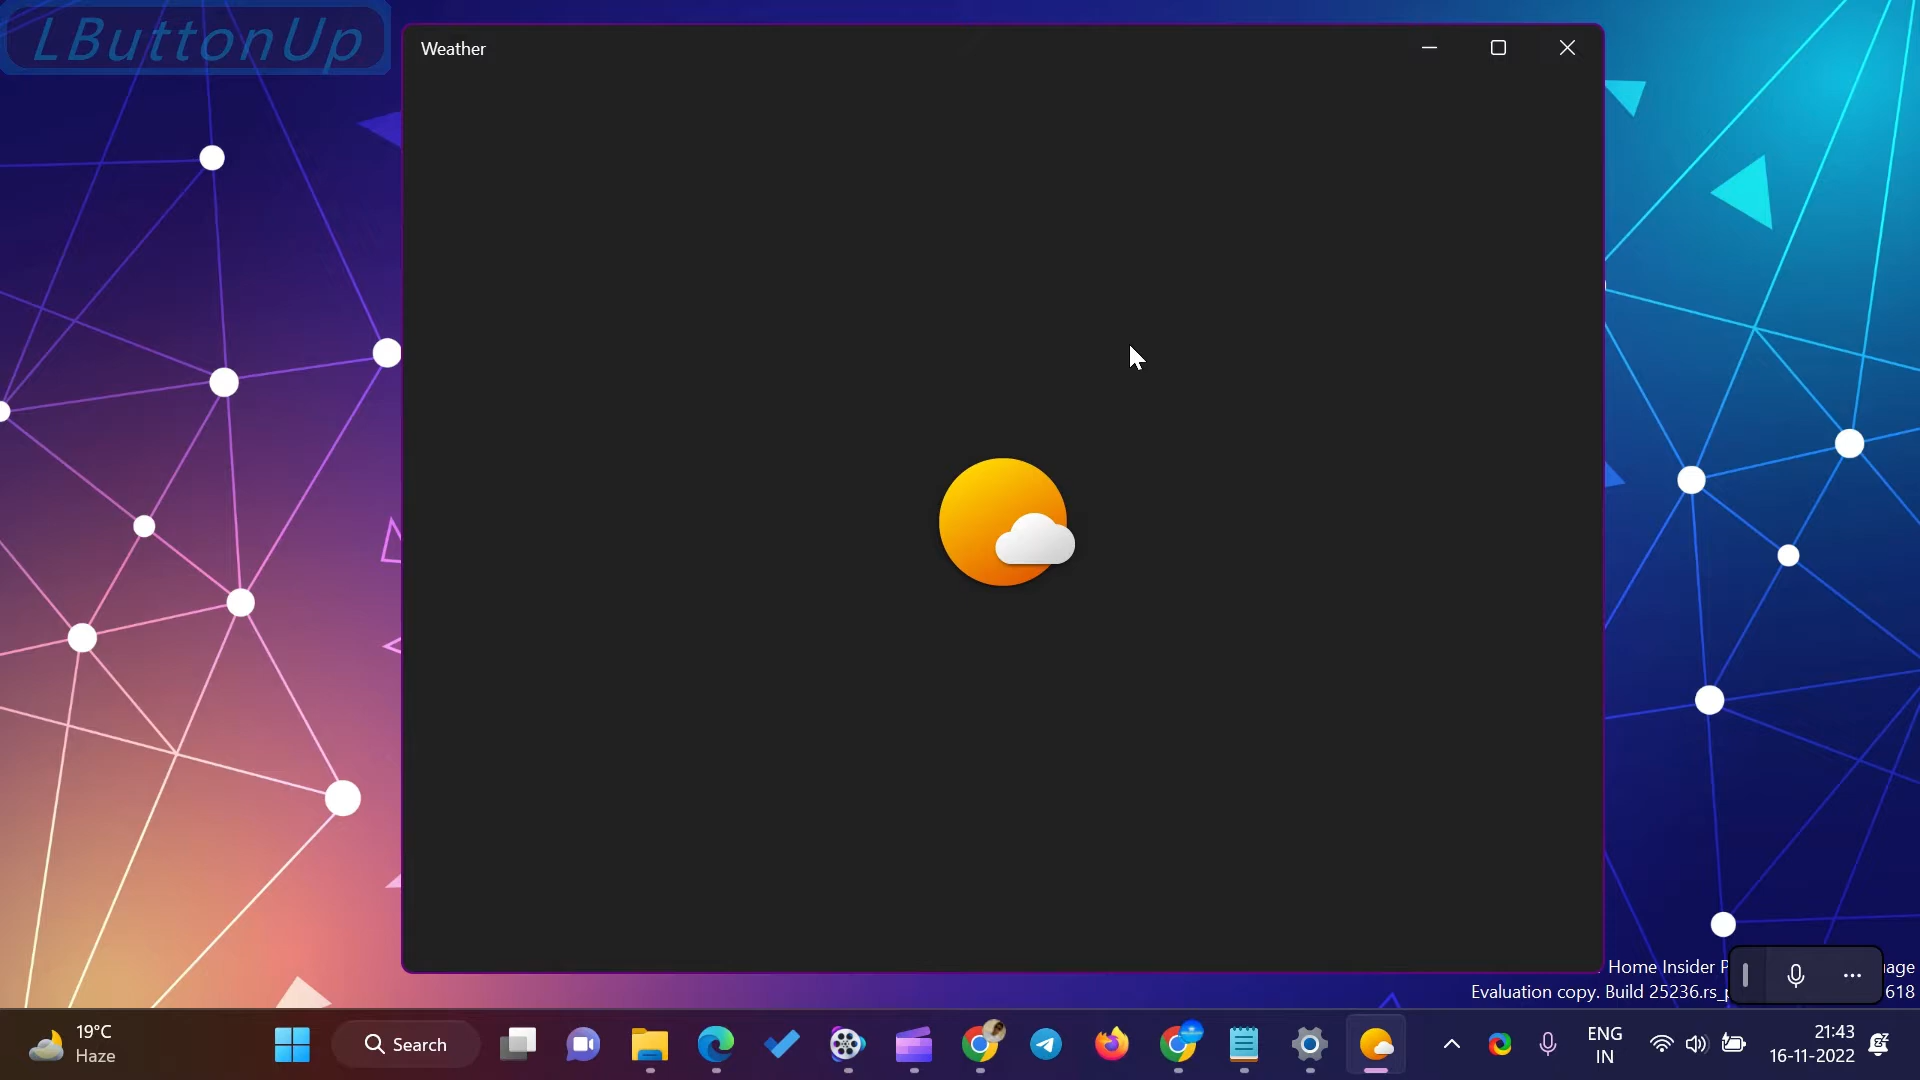 LButtonUp
Weather
Home Insider
Evaluation copy. Build 25236.rs_
618
19°C
Haze
Search
ENG
IN
21:43
16-11-2022